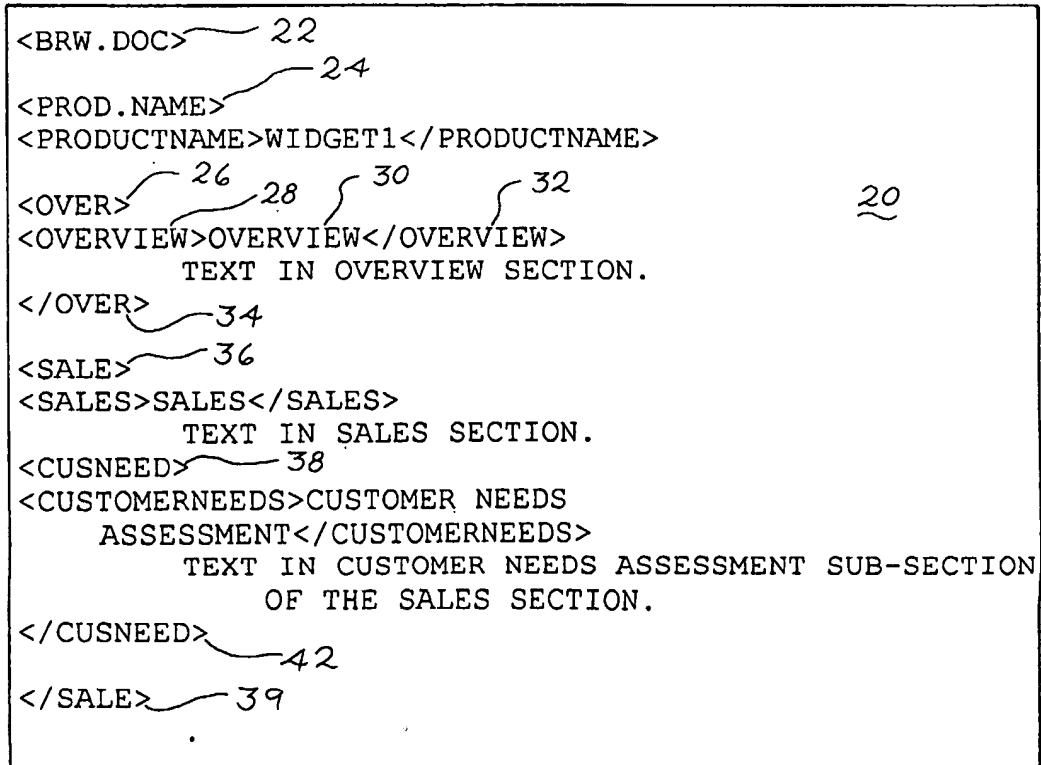 <BRW.DOC> 22
24
<PROD.NAME>
<PRODUCTNAME>WIDGET1</PRODUCTNAME>
26 28 30 32 20
<OVER>
<OVERVIEW>OVERVIEW</OVERVIEW>
TEXT IN OVERVIEW SECTION.
</OVER> 34
<SALE> 36
<SALES>SALES</SALES>
TEXT IN SALES SECTION.
<CUSNEED> 38
<CUSTOMERNEEDS>CUSTOMER NEEDS
ASSESSMENT</CUSTOMERNEEDS>
TEXT IN CUSTOMER NEEDS ASSESSMENT SUB-SECTION
OF THE SALES SECTION.
</CUSNEED> 42
</SALE> 39